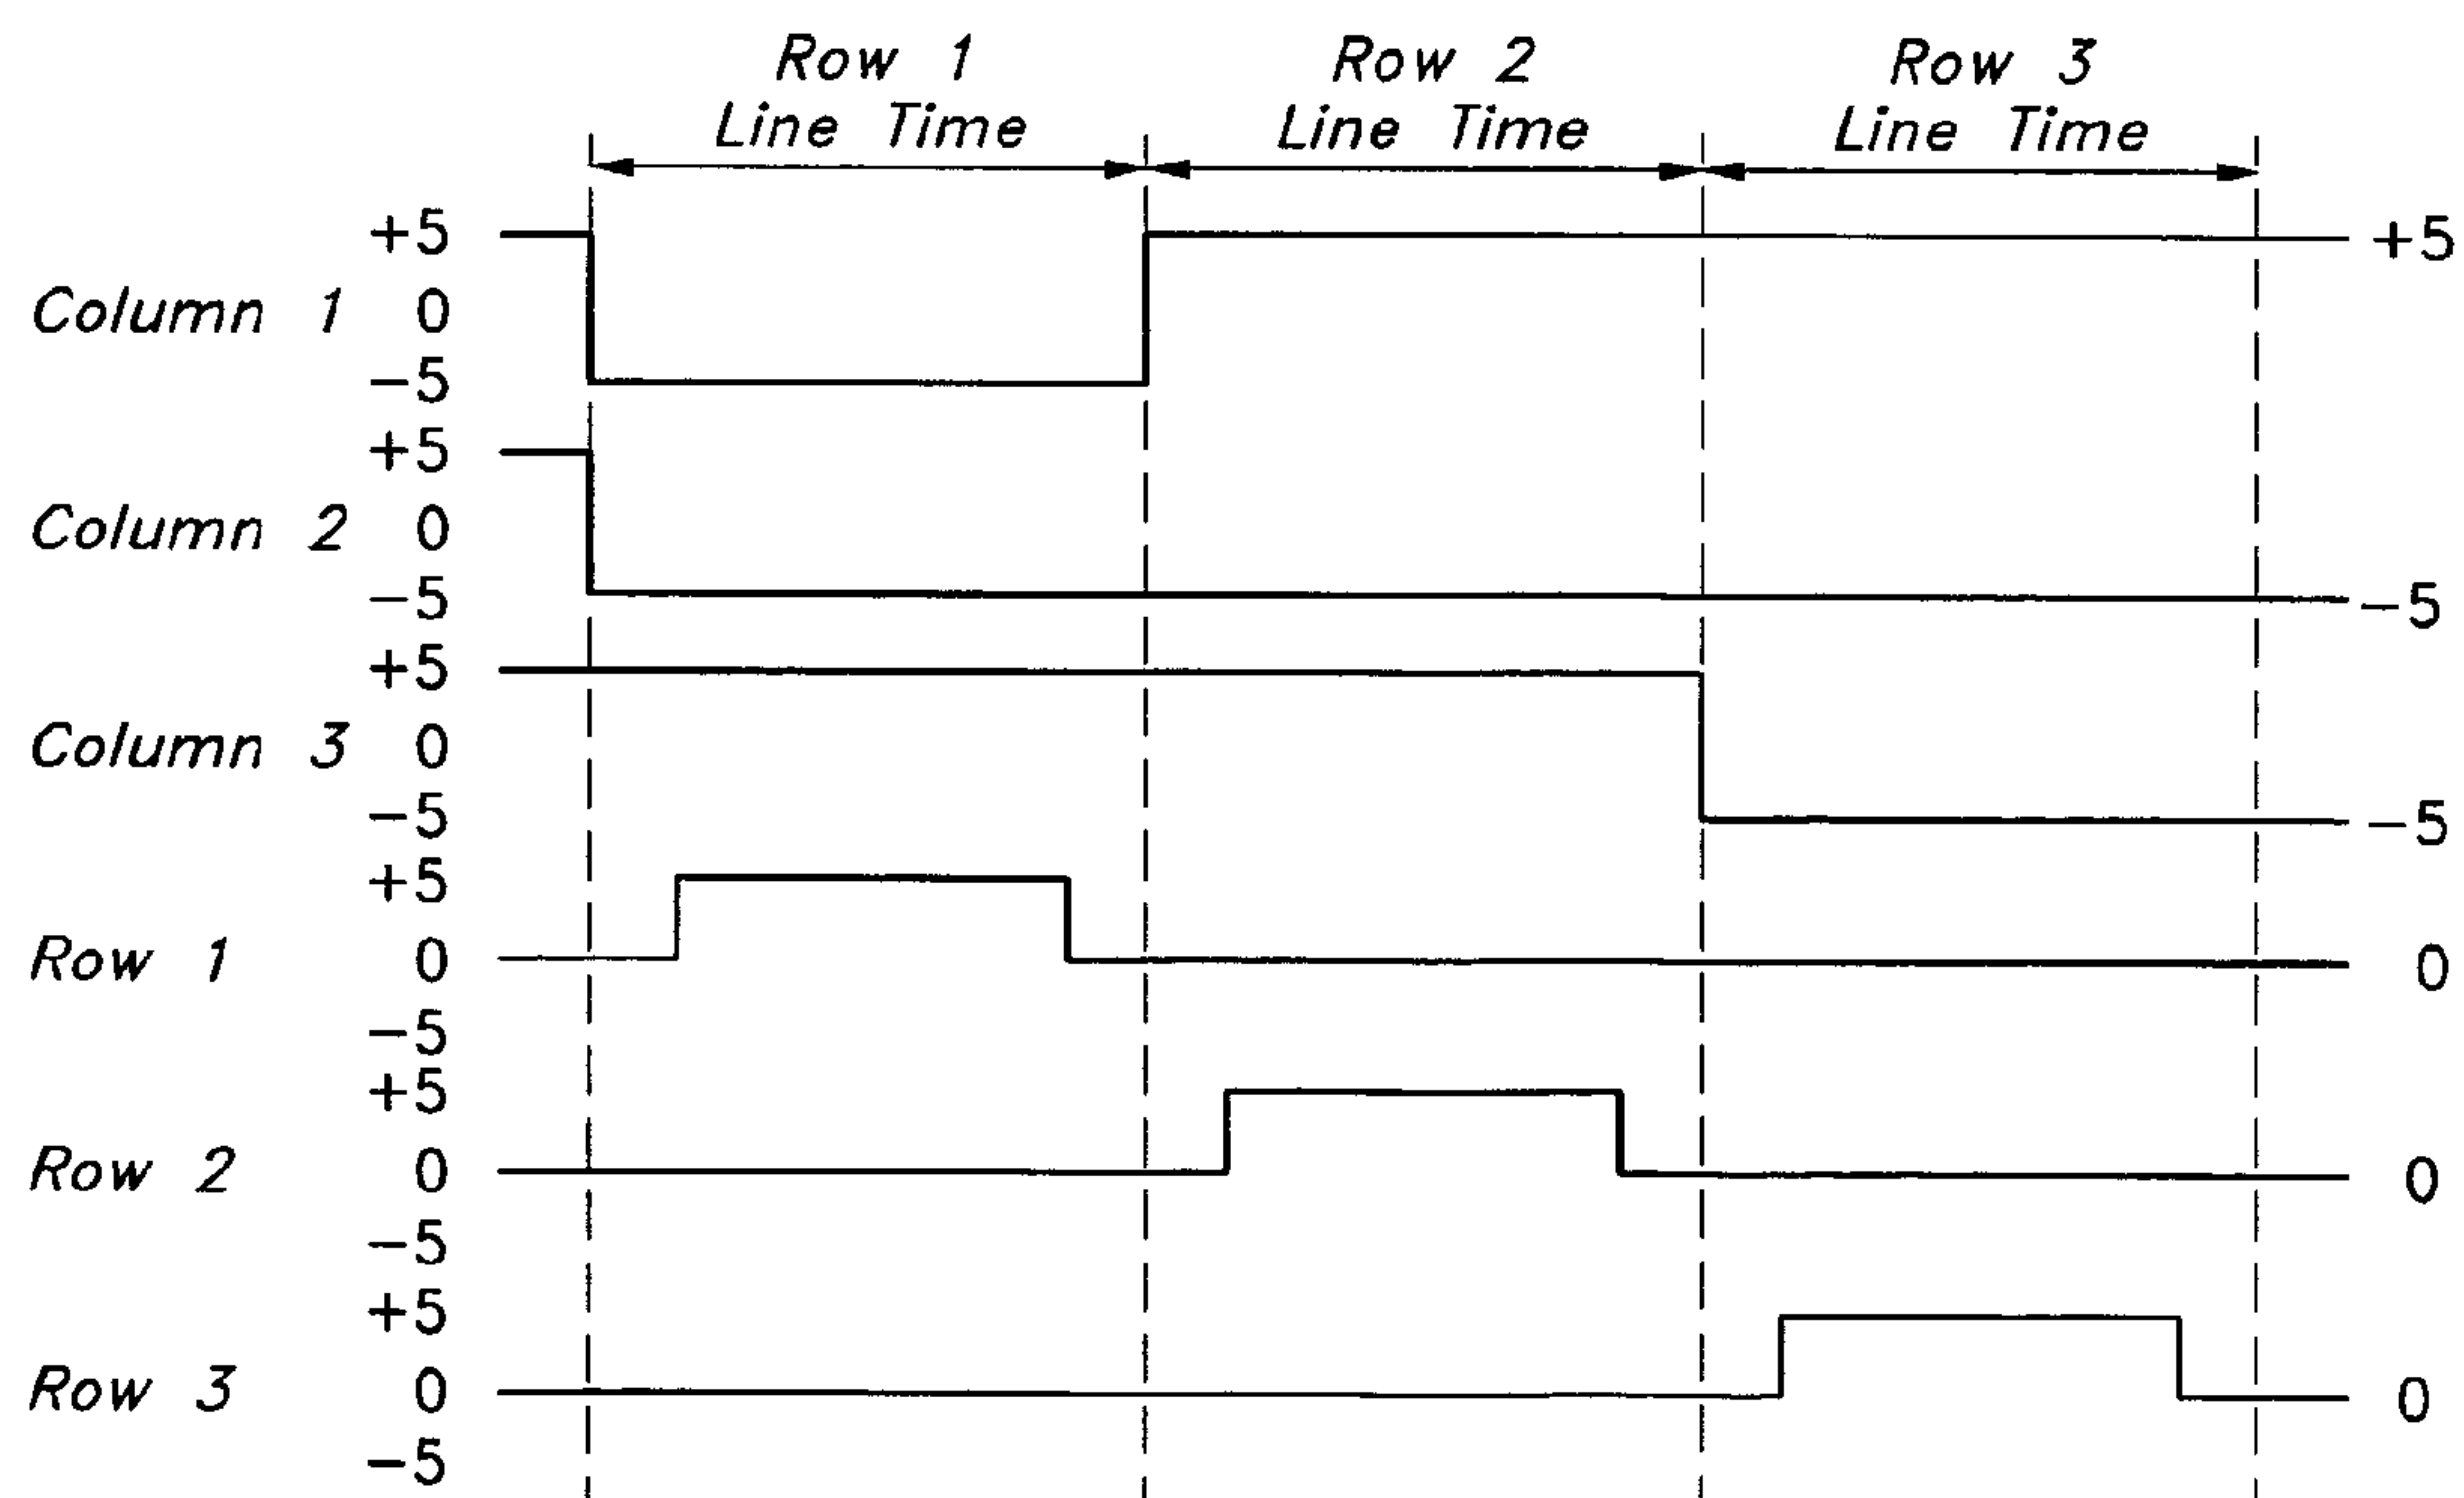 Row 1 Row 2 Row 3
Line Time Line Time Line Time
+5 +5
Column 1 0
-5
+5
Column 2 0
-5 -5
+5
Column 3 0
-5 -5
+5
Row 1 0 0
-5
+5
Row 2 0 0
-5
+5
Row 3 0 0
-5